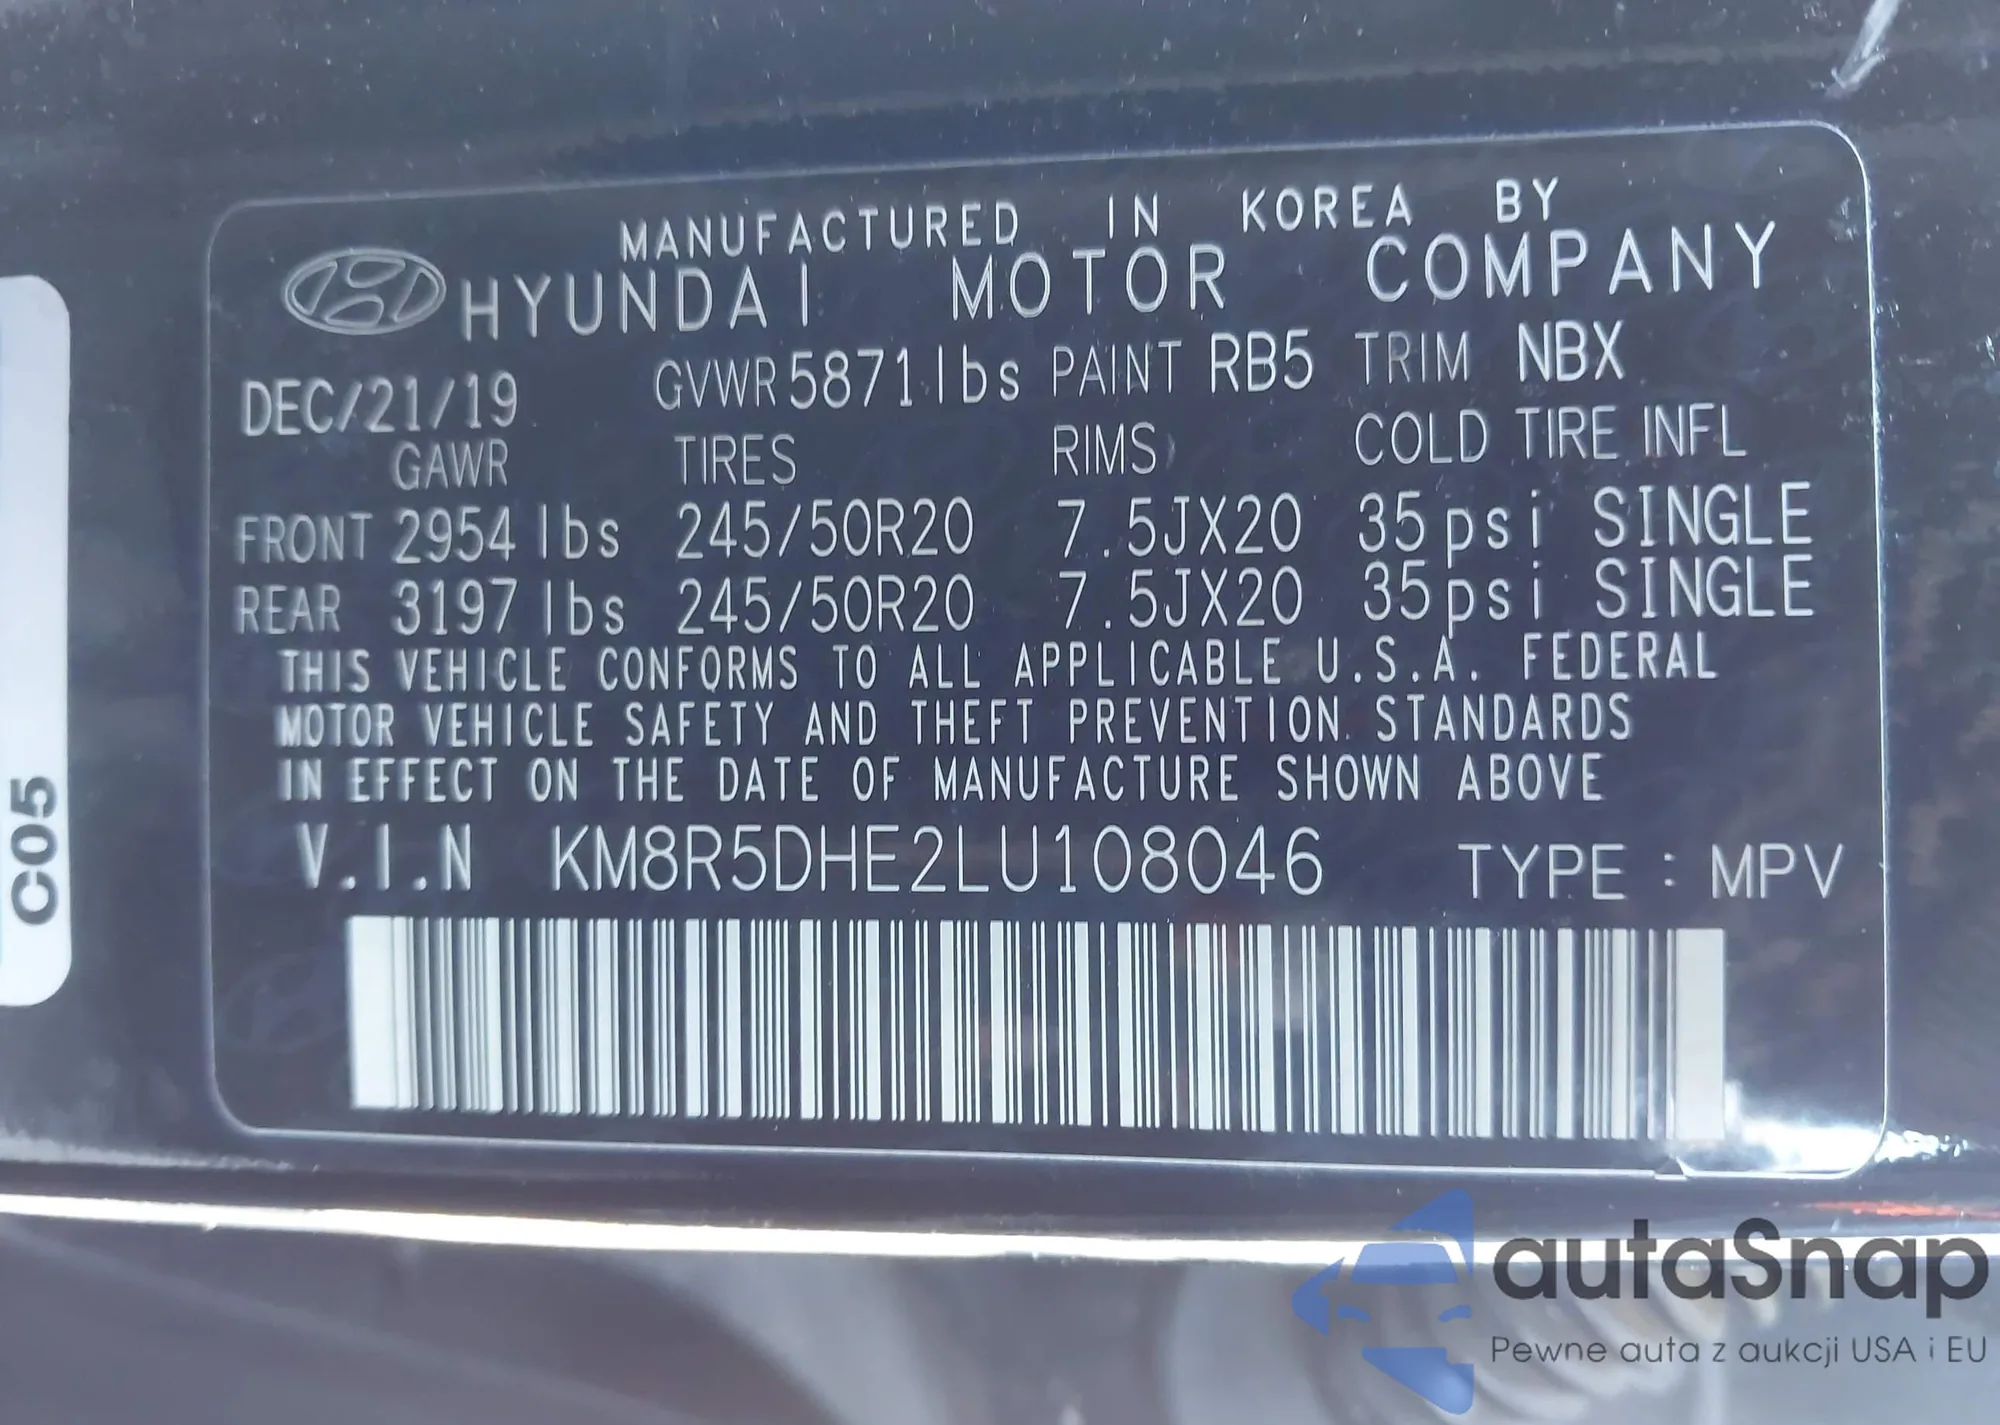 MANUFACTURED IN KOREA BY
HYUNDAI MOTOR COMPANY
DEC/21/19 GVWR 5871 lbs PAINT RB5 TRIM NBX
GAWR TIRES RIMS COLD TIRE INFL
FRONT 2954 lbs 245/50R20 7.5JX20 35psi SINGLE
REAR 3197 lbs 245/50R20 7.5JX20 35psi SINGLE
THIS VEHICLE CONFORMS TO ALL APPLICABLE U.S.A. FEDERAL
MOTOR VEHICLE SAFETY AND THEFT PREVENTION STANDARDS
IN EFFECT ON THE DATE OF MANUFACTURE SHOWN ABOVE
V.I.N KM8R5DHE2LU108046 TYPE : MPV
C05
autaSnap
Pewne auta z aukcji USA i EU